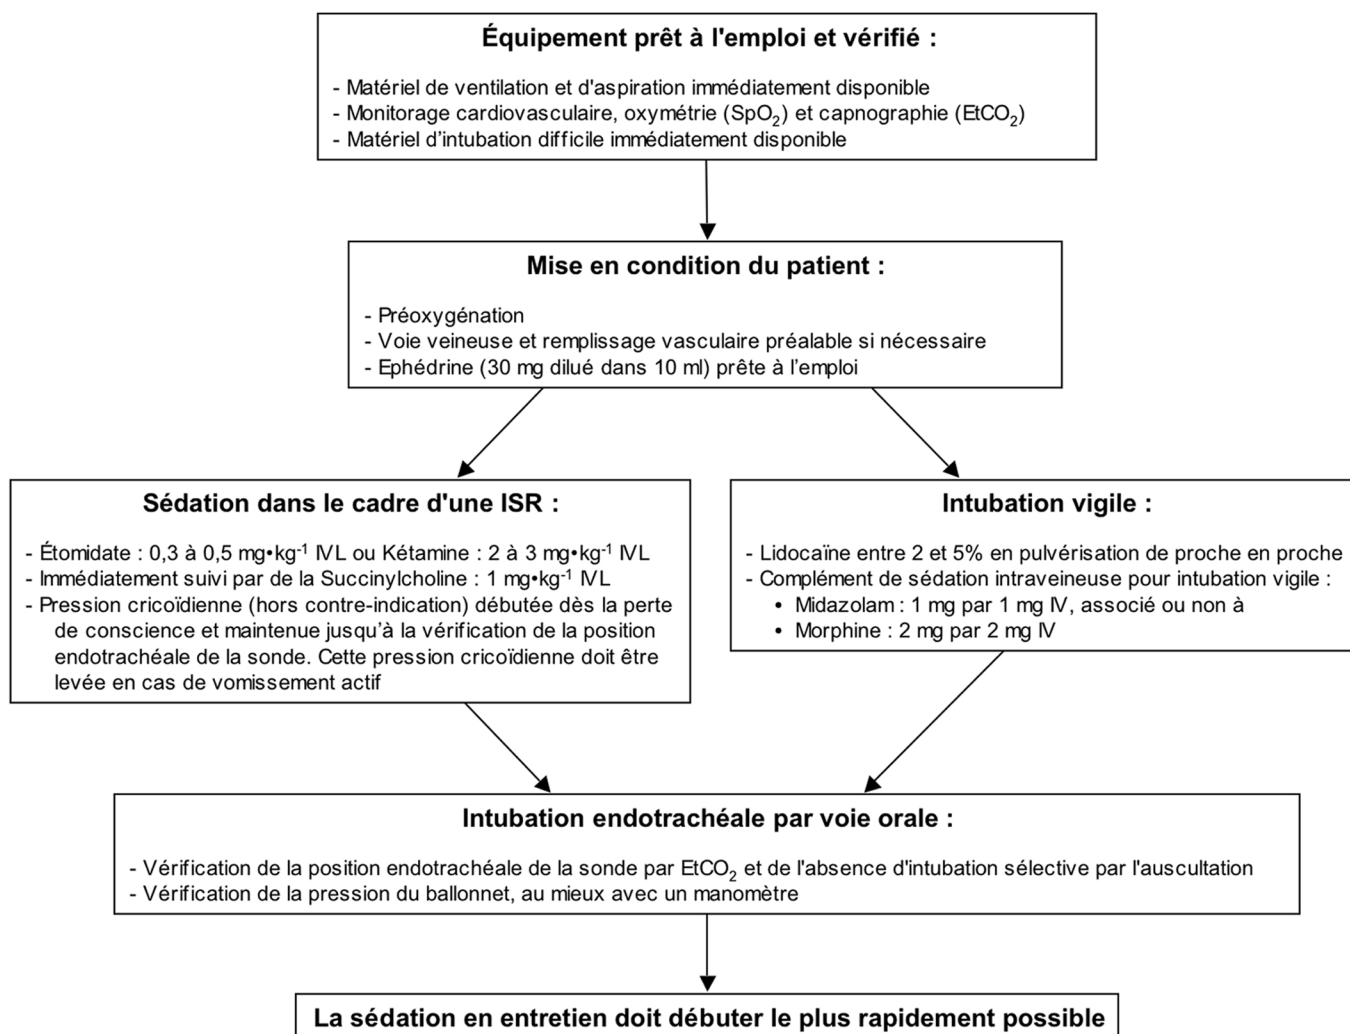 Équipement prêt à l'emploi et vérifié :
- Matériel de ventilation et d'aspiration immédiatement disponible
- Monitorage cardiovasculaire, oxymétrie (SpO₂) et capnographie (EtCO₂)
- Matériel d'intubation difficile immédiatement disponible
Mise en condition du patient :
- Préoxygénation
- Voie veineuse et remplissage vasculaire préalable si nécessaire
- Ephédrine (30 mg dilué dans 10 ml) prête à l'emploi
Sédation dans le cadre d'une ISR :
- Étomidate : 0,3 à 0,5 mg•kg⁻¹ IVL ou Kétamine : 2 à 3 mg•kg⁻¹ IVL
- Immédiatement suivi par de la Succinylcholine : 1 mg•kg⁻¹ IVL
- Pression cricoïdienne (hors contre-indication) débutée dès la perte
de conscience et maintenue jusqu'à la vérification de la position
endotrachéale de la sonde. Cette pression cricoïdienne doit être
levée en cas de vomissement actif
Intubation vigile :
- Lidocaïne entre 2 et 5% en pulvérisation de proche en proche
- Complément de sédation intraveineuse pour intubation vigile :
• Midazolam : 1 mg par 1 mg IV, associé ou non à
• Morphine : 2 mg par 2 mg IV
Intubation endotrachéale par voie orale :
- Vérification de la position endotrachéale de la sonde par EtCO₂ et de l'absence d'intubation sélective par l'auscultation
- Vérification de la pression du ballonnet, au mieux avec un manomètre
La sédation en entretien doit débuter le plus rapidement possible